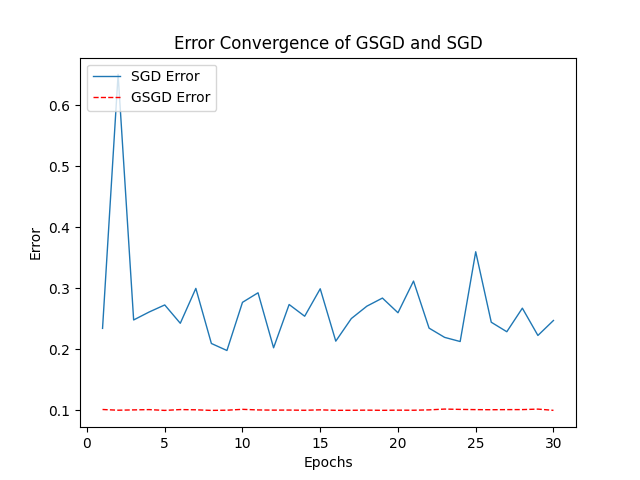 Error Convergence of GSGD and SGD
SGD Error
GSGD Error
0.6
0.5
0.4
0.3
0.2
0.1
Error
0 5 10 15 20 25 30
Epochs